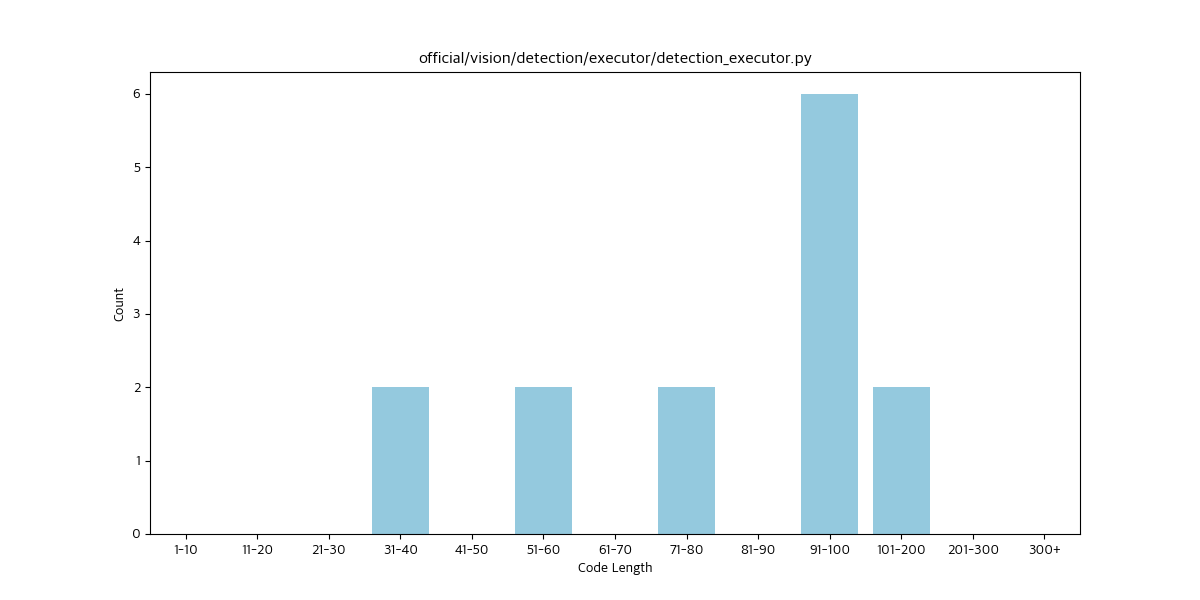 official/vision/detection/executor/detection_executor.py
Count
6
5
4
3
2
1
0
1-10 11-20 21-30 31-40 41-50 51-60 61-70 71-80 81-90 91-100 101-200 201-300 300+
Code Length